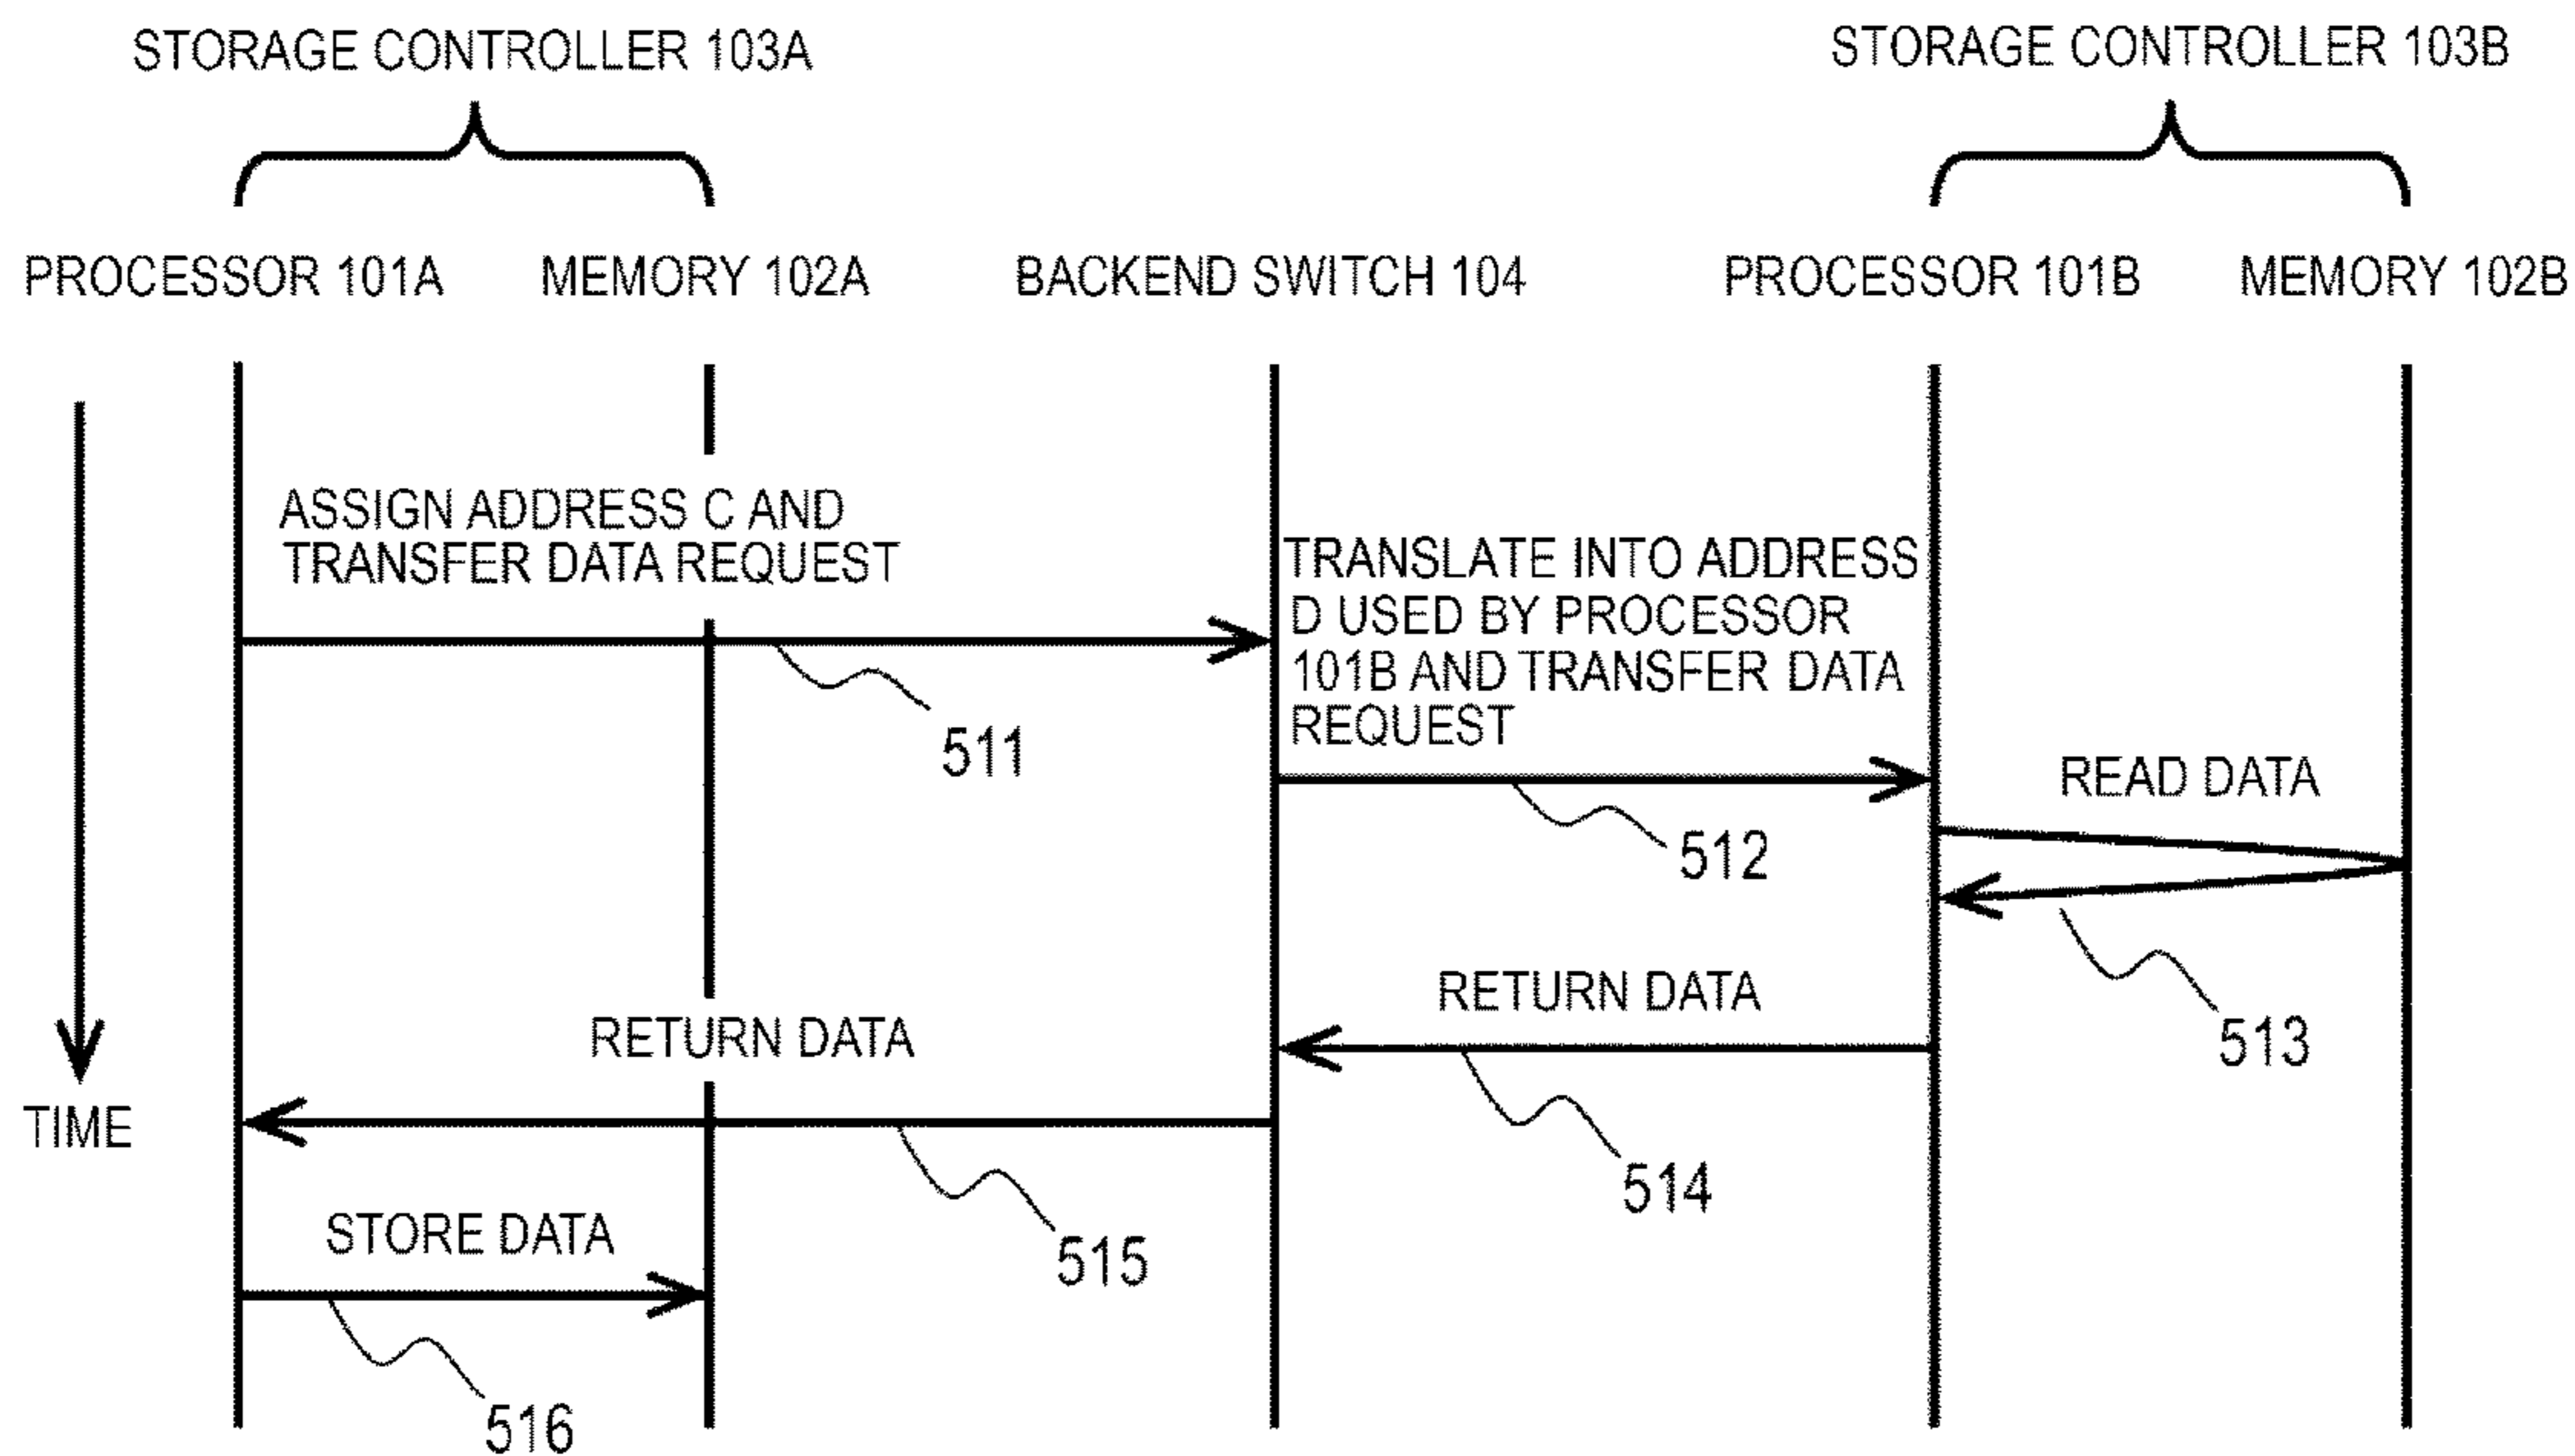 STORAGE CONTROLLER 103A
STORAGE CONTROLLER 103B
PROCESSOR 101A
MEMORY 102A
BACKEND SWITCH 104
PROCESSOR 101B
MEMORY 102B
ASSIGN ADDRESS C AND
TRANSFER DATA REQUEST
511
TRANSLATE INTO ADDRESS
D USED BY PROCESSOR
101B AND TRANSFER DATA
REQUEST
512
READ DATA
513
RETURN DATA
514
RETURN DATA
515
TIME
STORE DATA
516